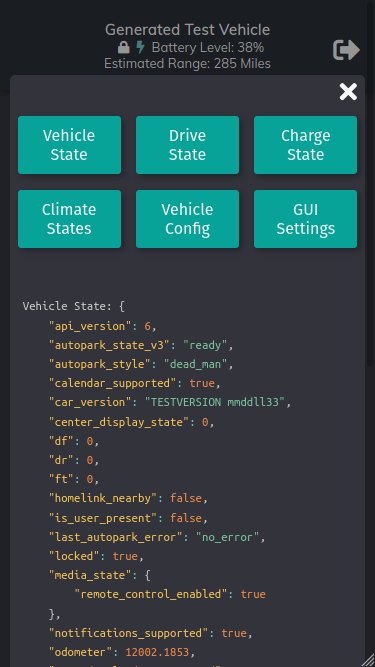 Generated Test Vehicle
Battery Level: 38%
Estimated Range: 285 Miles
Vehicle State
Drive State
Charge State
Climate States
Vehicle Config
GUI Settings
Vehicle State: {
"api_version": 6,
"autopark_state_v3": "ready",
"autopark_style": "dead_man",
"calendar_supported": true,
"car_version": "TESTVERSION mmddll33",
"center_display_state": 0,
"df": 0,
"dr": 0,
"ft": 0,
"homelink_nearby": false,
"is_user_present": false,
"last_autopark_error": "no_error",
"locked": true,
"media_state": {
"remote_control_enabled": true
},
"notifications_supported": true,
"odometer": 12002.1853,